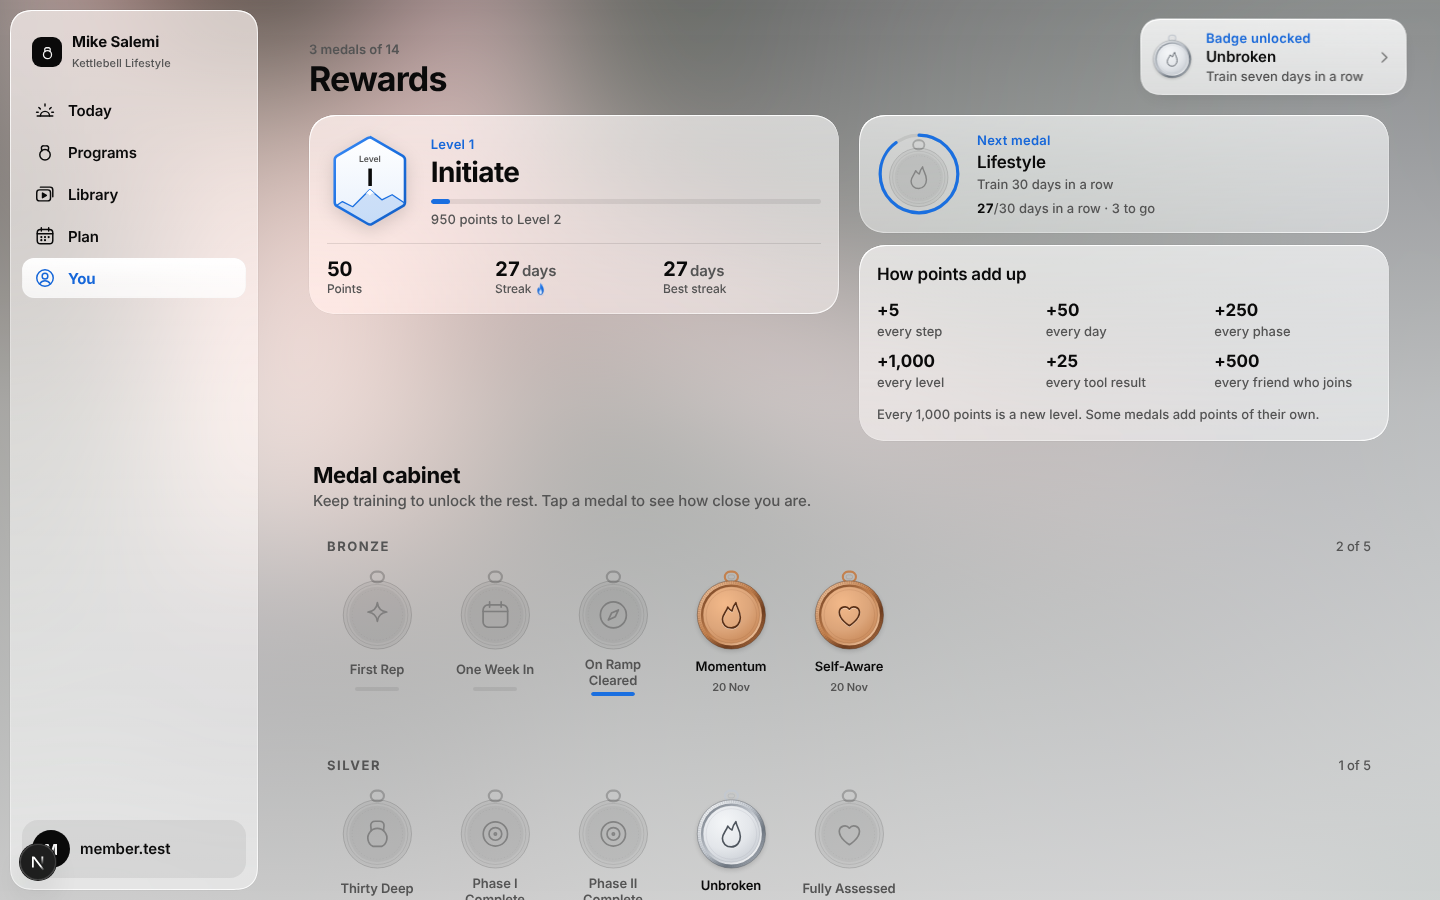 Mike Salemi
Kettlebell Lifestyle
Today
Programs
Library
Plan
You
M
N
member.test
3 medals of 14
Rewards
Badge unlocked
Unbroken
Train seven days in a row
Level
I
Level 1
Initiate
950 points to Level 2
50
Points
27 days
Streak
27 days
Best streak
Next medal
Lifestyle
Train 30 days in a row
27/30 days in a row · 3 to go
How points add up
+5
every step
+50
every day
+250
every phase
+1,000
every level
+25
every tool result
+500
every friend who joins
Every 1,000 points is a new level. Some medals add points of their own.
Medal cabinet
Keep training to unlock the rest. Tap a medal to see how close you are.
BRONZE
2 of 5
First Rep
One Week In
On Ramp
Cleared
Momentum
20 Nov
Self-Aware
20 Nov
SILVER
1 of 5
Thirty Deep
Phase I
Complete
Phase II
Complete
Unbroken
Fully Assessed